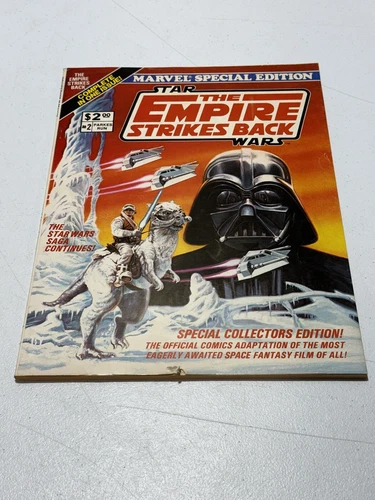 THE
EMPIRE
STRIKES
BACK
COMPLETE
IN ONE ISSUE!
MARVEL SPECIAL EDITION
STAR
THE
EMPIRE
STRIKES BACK
WARS
TM
$2.00
#2
PARKES RUN
THE
STAR WARS
SAGA
CONTINUES!
SPECIAL COLLECTORS EDITION!
THE OFFICIAL COMICS ADAPTATION OF THE MOST
EAGERLY AWAITED SPACE FANTASY FILM OF ALL!